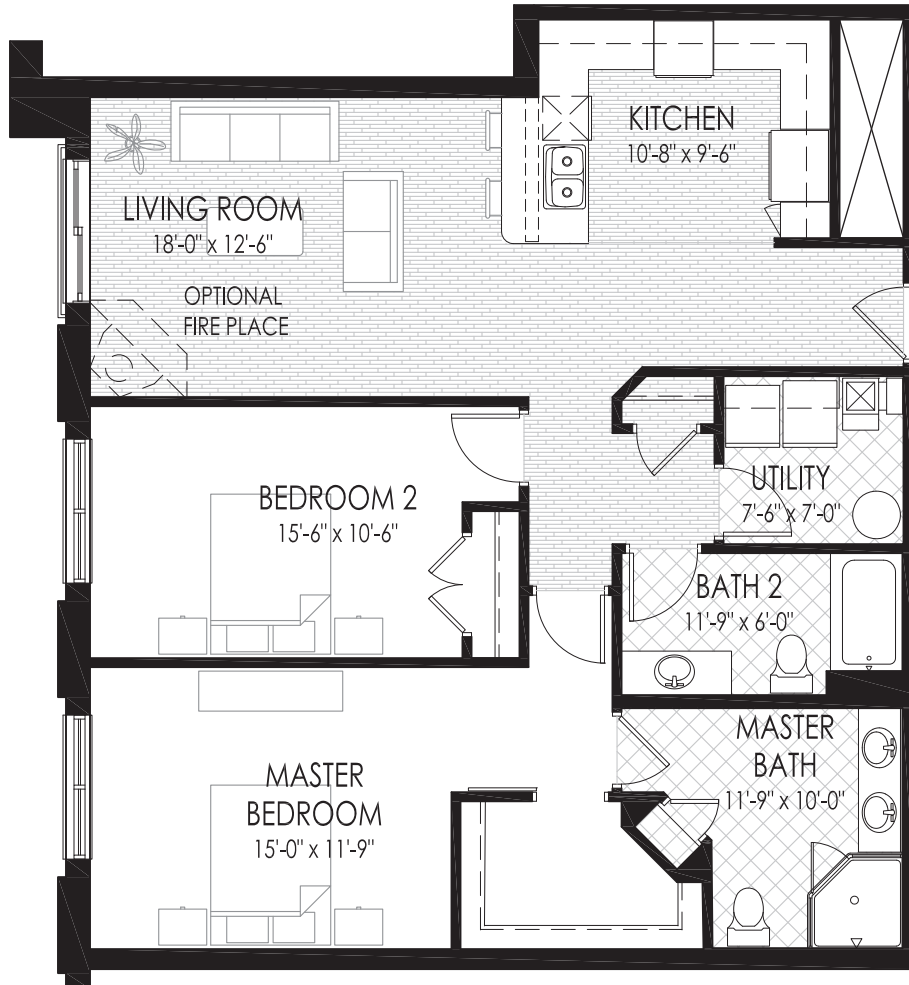 KITCHEN
10'-8" x 9'-6"
LIVING ROOM
18'-0" x 12'-6"
OPTIONAL
FIRE PLACE
BEDROOM 2
15'-6" x 10'-6"
UTILITY
7'-6" x 7'-0"
BATH 2
11'-9" x 6'-0"
MASTER
BATH
11'-9" x 10'-0"
MASTER
BEDROOM
15'-0" x 11'-9"